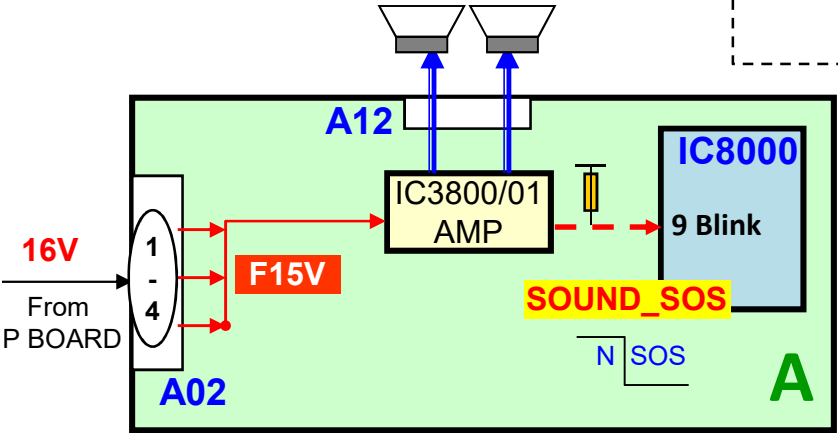 A12
IC8000
IC3800/01
AMP
9 Blink
16V
1
-
4
F15V
From
P BOARD
SOUND_SOS
N SOS
A02
A